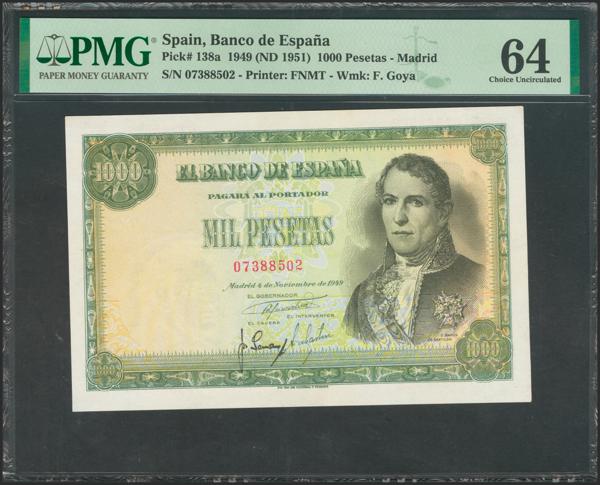 PMG
PAPER MONEY GUARANTY
Spain, Banco de España
Pick# 138a 1949 (ND 1951) 1000 Pesetas - Madrid
S/N 07388502 - Printer: FNMT - Wmk: F. Goya
64
Choice Uncirculated
1000
EL BANCO DE ESPAÑA
PAGARA AL PORTADOR
MIL PESETAS
07388502
Madrid 4 de Noviembre de 1949
EL GOBERNADOR
EL CAJERO
EL INTERVENTOR
1000
1000